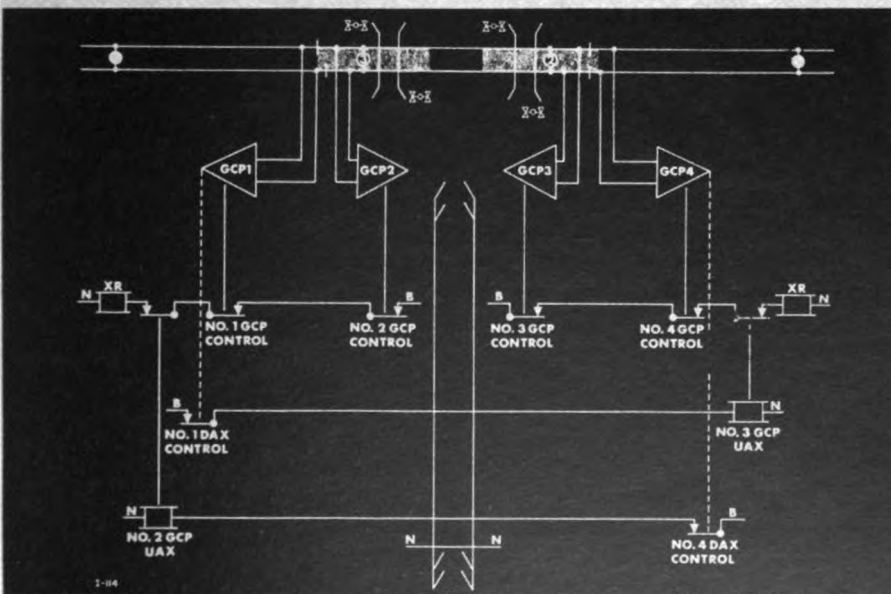 2 2
GCP1 GCP2 GCP3 GCP4
XR XR
N B B N
NO. 1 GCP
CONTROL
NO. 2 GCP
CONTROL
NO. 3 GCP
CONTROL
NO. 4 GCP
CONTROL
B
NO. 1 DAX
CONTROL
N
NO. 3 GCP
UAX
N
NO. 2 GCP
UAX
B
NO. 4 DAX
CONTROL
N N